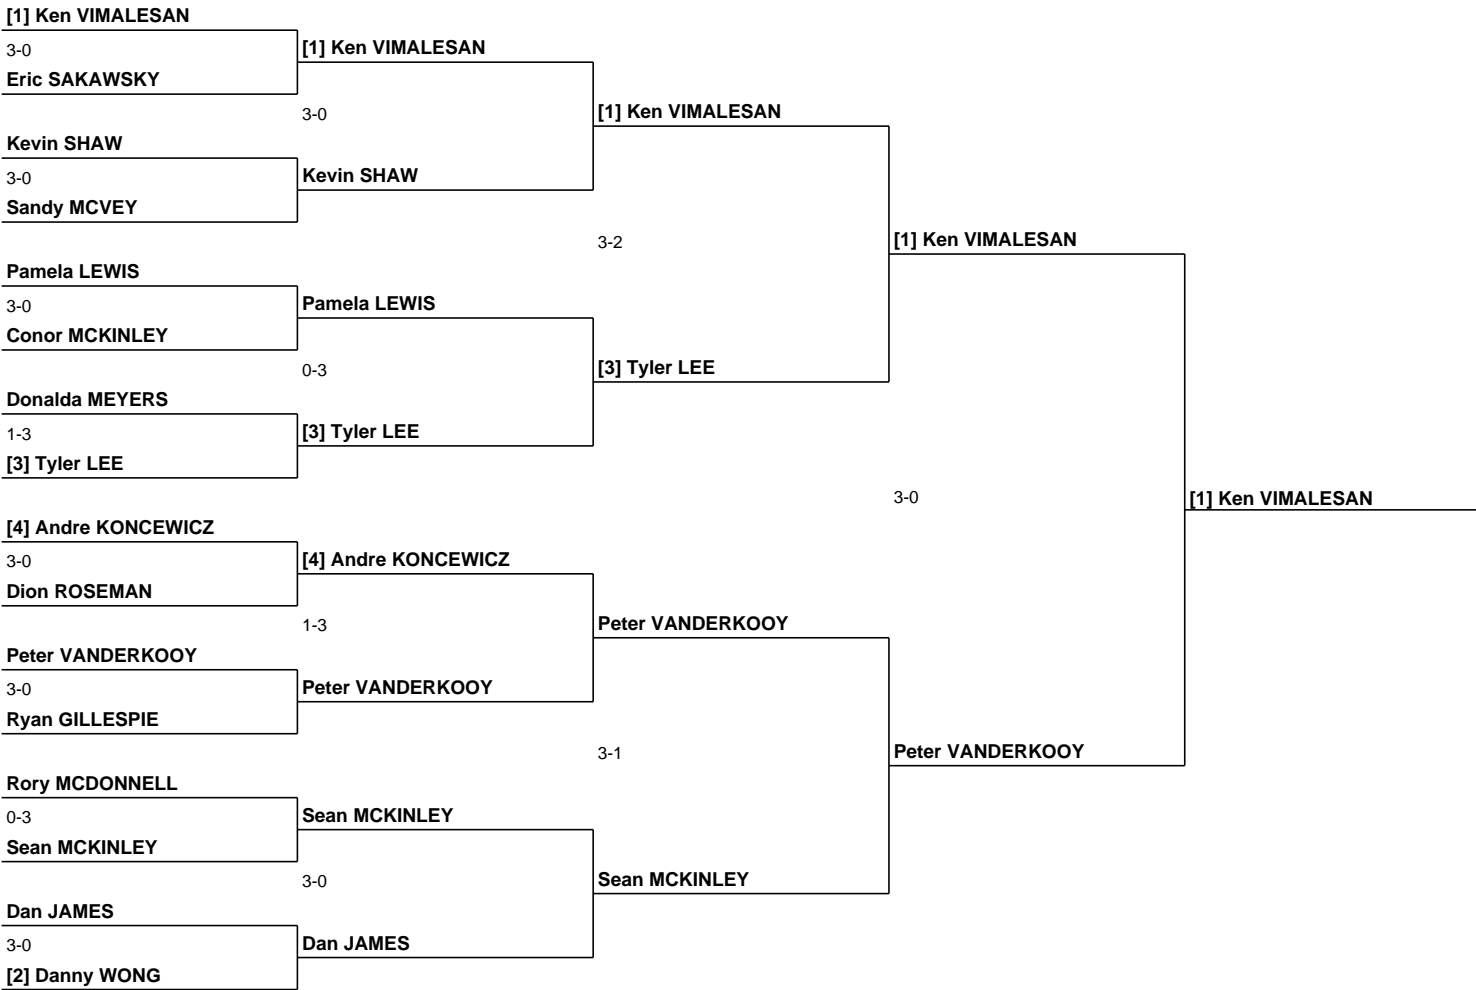 [1] Ken VIMALESAN
3-0
Eric SAKAWSKY
Kevin SHAW
3-0
Sandy MCVEY
Pamela LEWIS
3-0
Conor MCKINLEY
Donalda MEYERS
1-3
[3] Tyler LEE
[4] Andre KONCEWICZ
3-0
Dion ROSEMAN
Peter VANDERKOOY
3-0
Ryan GILLESPIE
Rory MCDONNELL
0-3
Sean MCKINLEY
Dan JAMES
3-0
[2] Danny WONG
[1] Ken VIMALESAN
3-0
Kevin SHAW
Pamela LEWIS
0-3
[3] Tyler LEE
[4] Andre KONCEWICZ
1-3
Peter VANDERKOOY
Sean MCKINLEY
3-0
Dan JAMES
[1] Ken VIMALESAN
3-2
[3] Tyler LEE
Peter VANDERKOOY
3-1
Sean MCKINLEY
[1] Ken VIMALESAN
3-0
Peter VANDERKOOY
[1] Ken VIMALESAN